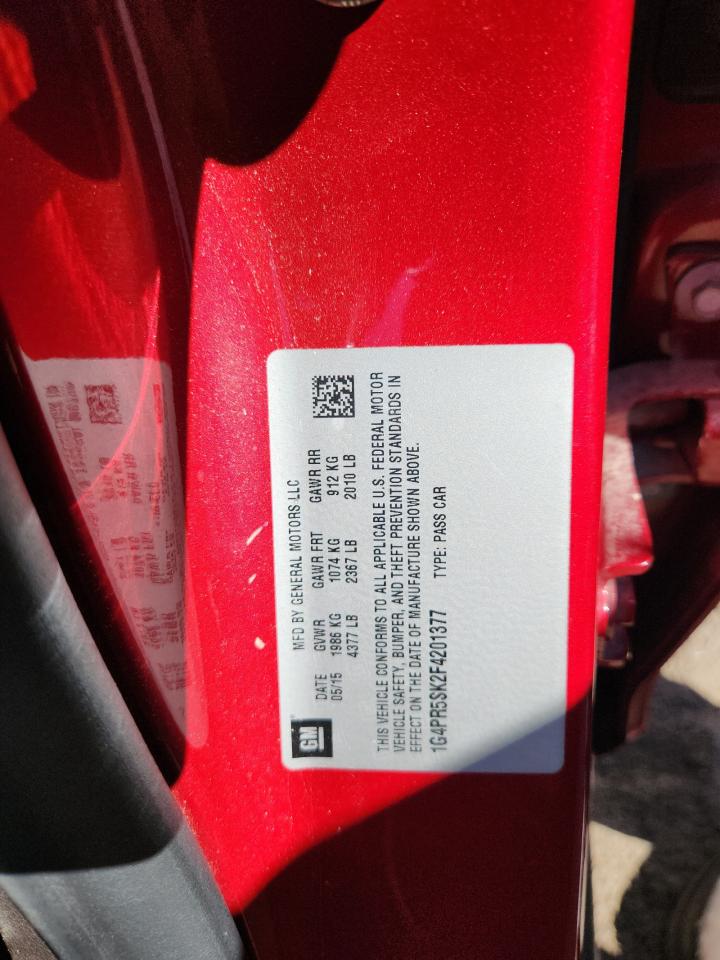 GM
MFD BY GENERAL MOTORS LLC
DATE GVWR GAWR FRT GAWR RR
05/15 1986 KG 1074 KG 912 KG
4377 LB 2367 LB 2010 LB
THIS VEHICLE CONFORMS TO ALL APPLICABLE U.S. FEDERAL MOTOR
VEHICLE SAFETY, BUMPER, AND THEFT PREVENTION STANDARDS IN
EFFECT ON THE DATE OF MANUFACTURE SHOWN ABOVE.
1G4PR5SK2F4201377 TYPE: PASS CAR